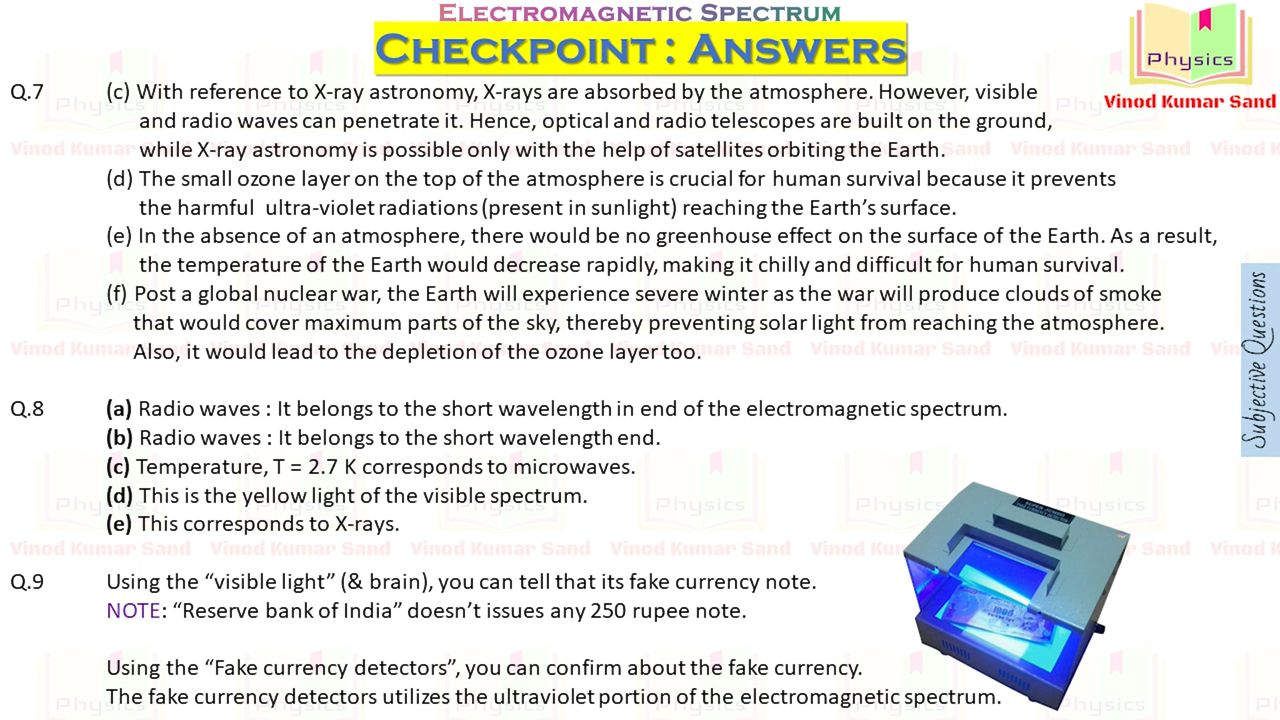 Electromagnetic Spectrum
Checkpoint : Answers
Physics
Vinod Kumar Sand
Q.7 (c) With reference to X-ray astronomy, X-rays are absorbed by the atmosphere. However, visible
and radio waves can penetrate it. Hence, optical and radio telescopes are built on the ground,
while X-ray astronomy is possible only with the help of satellites orbiting the Earth.
(d) The small ozone layer on the top of the atmosphere is crucial for human survival because it prevents
the harmful ultra-violet radiations (present in sunlight) reaching the Earth's surface.
(e) In the absence of an atmosphere, there would be no greenhouse effect on the surface of the Earth. As a result,
the temperature of the Earth would decrease rapidly, making it chilly and difficult for human survival.
(f) Post a global nuclear war, the Earth will experience severe winter as the war will produce clouds of smoke
that would cover maximum parts of the sky, thereby preventing solar light from reaching the atmosphere.
Also, it would lead to the depletion of the ozone layer too.
Subjective Questions
Q.8 (a) Radio waves : It belongs to the short wavelength in end of the electromagnetic spectrum.
(b) Radio waves : It belongs to the short wavelength end.
(c) Temperature, T = 2.7 K corresponds to microwaves.
(d) This is the yellow light of the visible spectrum.
(e) This corresponds to X-rays.
Q.9 Using the “visible light” (& brain), you can tell that its fake currency note.
NOTE: “Reserve bank of India” doesn't issues any 250 rupee note.
Using the “Fake currency detectors”, you can confirm about the fake currency.
The fake currency detectors utilizes the ultraviolet portion of the electromagnetic spectrum.